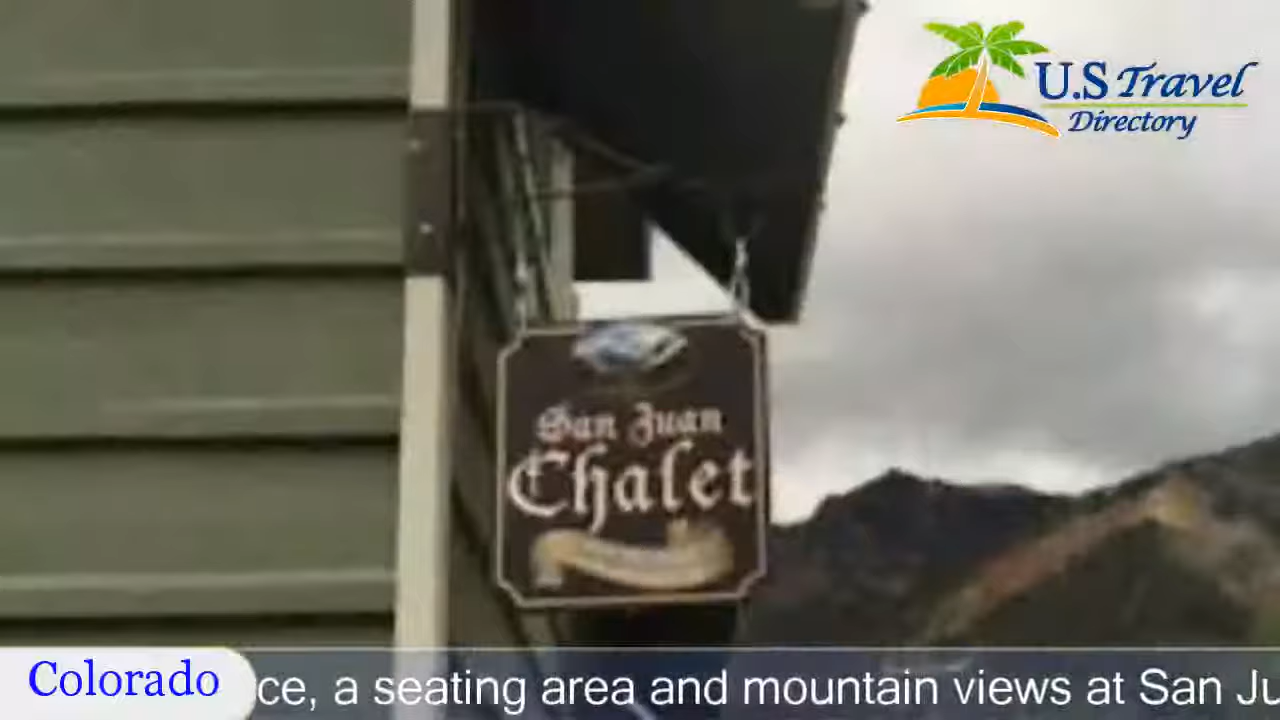 U.S Travel
Directory
San Juan
Chalet
Colorado
ce, a seating area and mountain views at San Ju